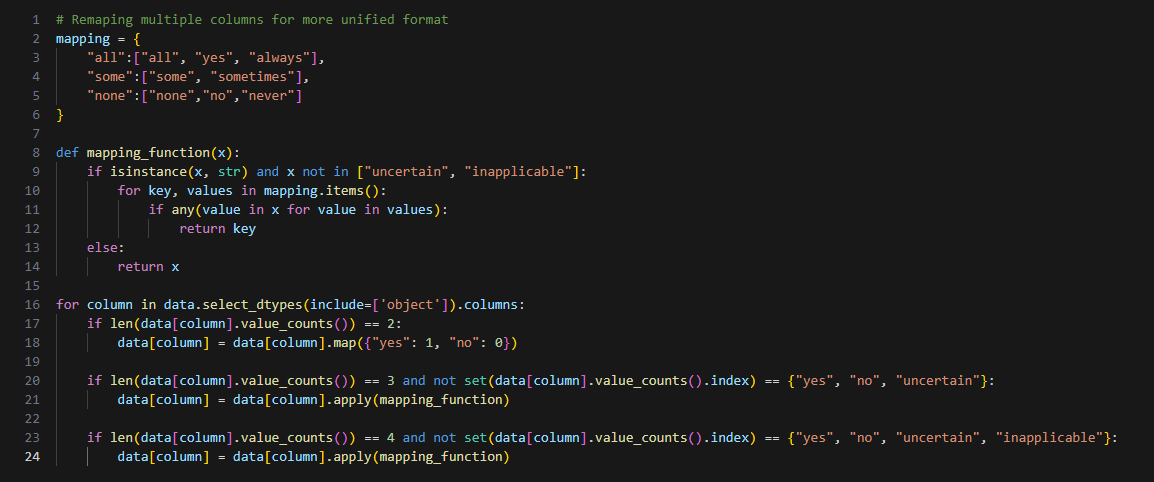 1 # Remaping multiple columns for more unified format
2 mapping = {
3     "all":["all", "yes", "always"],
4     "some":["some", "sometimes"],
5     "none":["none","no","never"]
6 }
7
8 def mapping_function(x):
9     if isinstance(x, str) and x not in ["uncertain", "inapplicable"]:
10         for key, values in mapping.items():
11             if any(value in x for value in values):
12                 return key
13     else:
14         return x
15
16 for column in data.select_dtypes(include=['object']).columns:
17     if len(data[column].value_counts()) == 2:
18         data[column] = data[column].map({"yes": 1, "no": 0})
19
20     if len(data[column].value_counts()) == 3 and not set(data[column].value_counts().index) == {"yes", "no", "uncertain"}:
21         data[column] = data[column].apply(mapping_function)
22
23     if len(data[column].value_counts()) == 4 and not set(data[column].value_counts().index) == {"yes", "no", "uncertain", "inapplicable"}:
24         data[column] = data[column].apply(mapping_function)